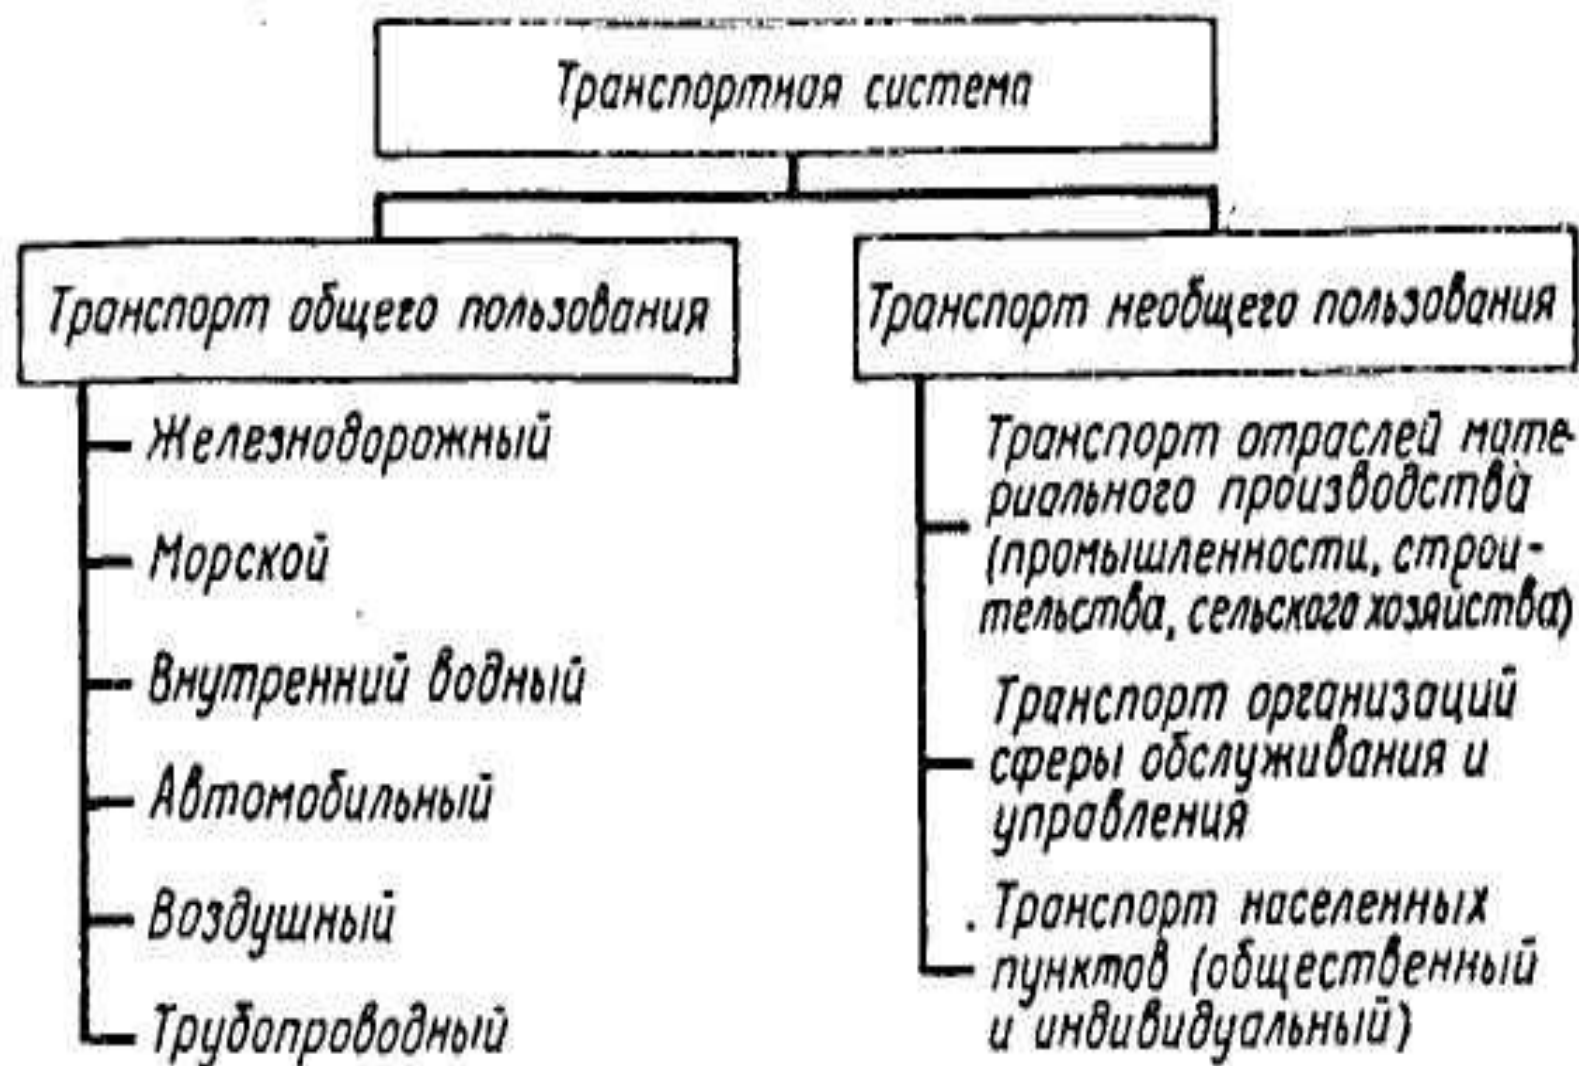 Транспортная система
Транспорт общего пользования
Железнодорожный
Морской
Внутренний водный
Автомобильный
Воздушный
Трубопроводный
Транспорт необщего пользования
Транспорт отраслей мате-
риального производства
(промышленности, строи-
тельства, сельского хозяйства)
Транспорт организаций
сферы обслуживания и
управления
Транспорт населенных
пунктов (общественный
и индивидуальный)